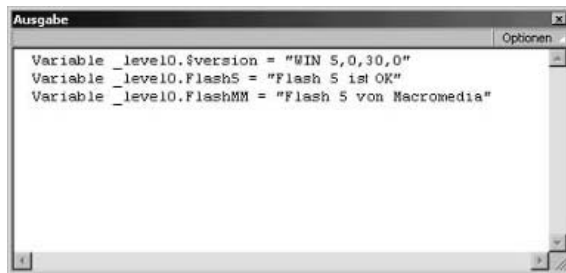 Ausgabe
Optionen
Variable _level0.$version = "WIN 5,0,30,0"
Variable _level0.Flash5 = "Flash 5 ist OK"
Variable _level0.FlashMM = "Flash 5 von Macromedia"